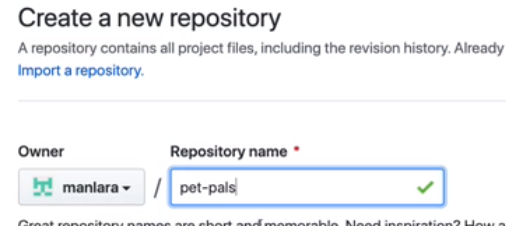 Create a new repository
A repository contains all project files, including the revision history. Already
Import a repository.
Owner
Repository name *
manlara / pet-pals
Great repository names are short and memorable. Need inspiration? How a